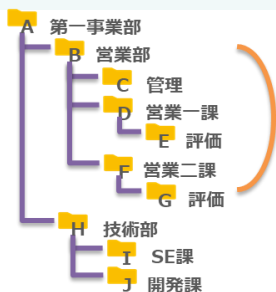 A 第一事業部
B 営業部
C 管理
D 営業一課
E 評価
F 営業二課
G 評価
H 技術部
I SE課
J 開発課